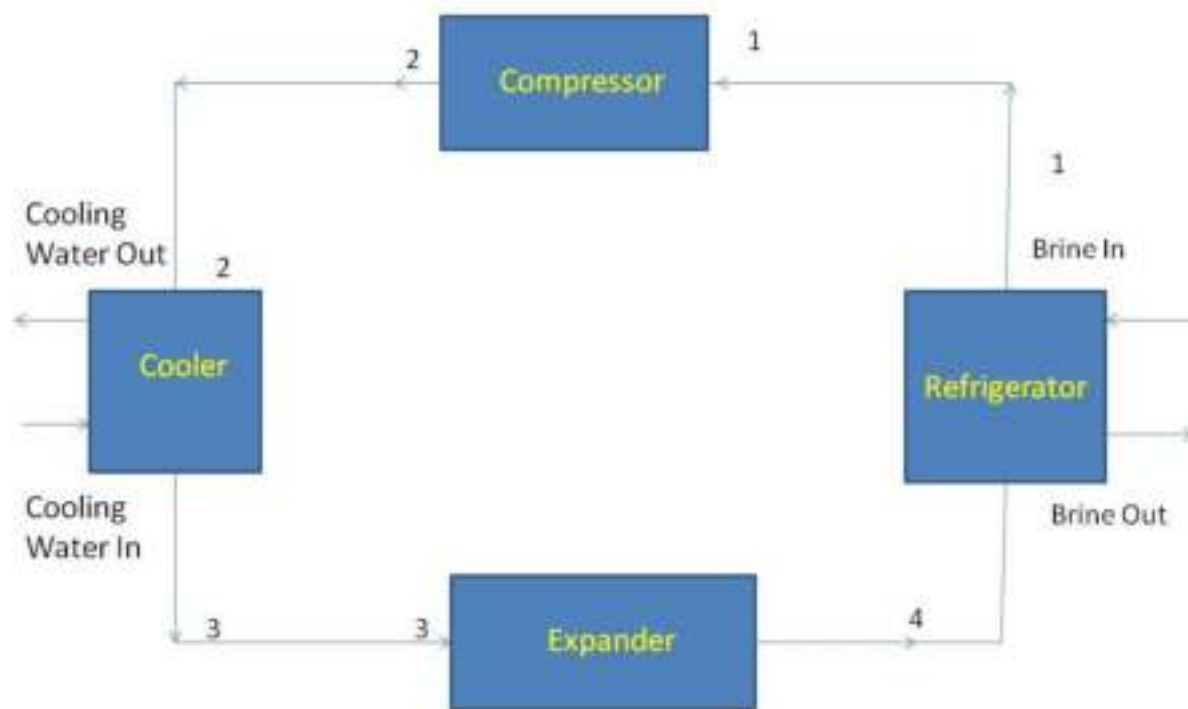 2
Compressor
1
1
Cooling
Water Out
2
Brine In
Cooler
Refrigerator
Cooling
Water In
Brine Out
3
3
Expander
4